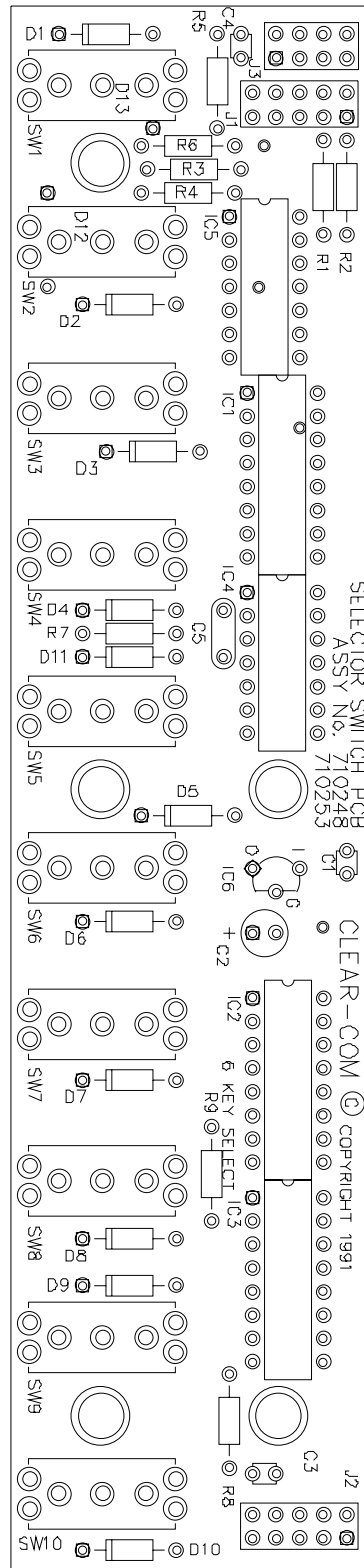 D1
R5
C4
J3
D13
SW1
J1
R6
R3
R4
R1
R2
IC5
D12
SW2
D2
IC1
SW3
D3
SW4
IC4
D4
R7
D11
C5
SELECTOR SWITCH PCB
ASSY No. 710248
710253
SW5
D5
IC6
O
I
G
C1
SW6
D6
+
C2
CLEAR-COM © COPYRIGHT 1991
IC2
SW7
D7
6 KEY SELECT
R9
IC3
SW8
D8
D9
SW9
R8
C3
J2
SW10
D10